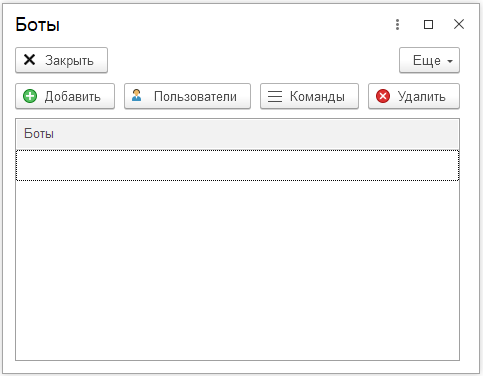 Боты
Закрыть Еще
Добавить Пользователи Команды Удалить
Боты